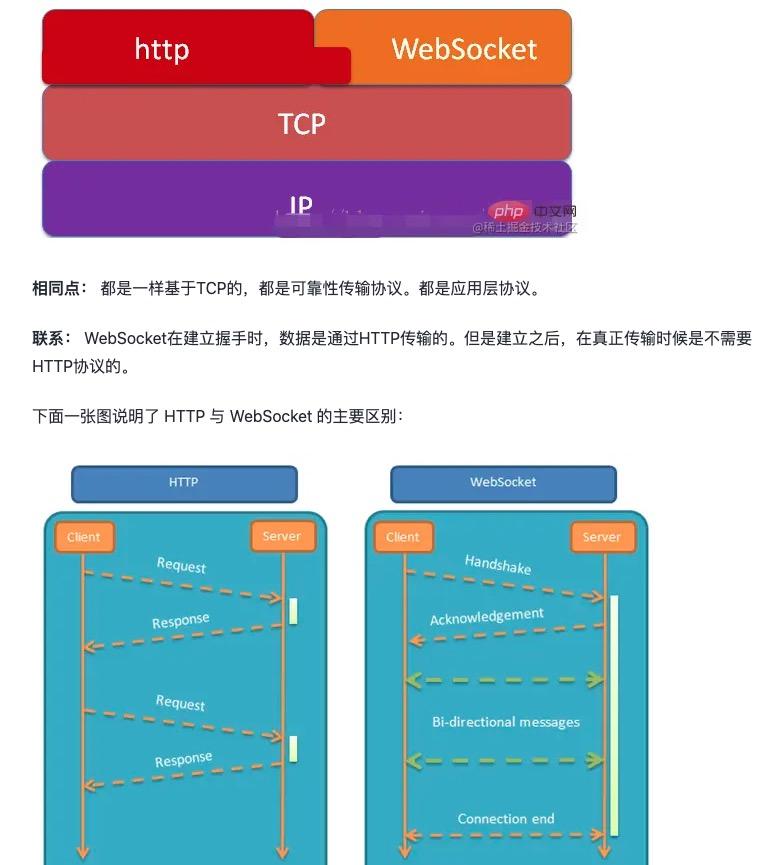 http
WebSocket
TCP
IP
php 中文网
@稀土掘金技术社区
相同点： 都是一样基于TCP的，都是可靠性传输协议。都是应用层协议。
联系： WebSocket在建立握手时，数据是通过HTTP传输的。但是建立之后，在真正传输时候是不需要
HTTP协议的。
下面一张图说明了 HTTP 与 WebSocket 的主要区别：
HTTP
Client
Server
Request
Response
Request
Response
WebSocket
Client
Server
Handshake
Acknowledgement
Bi-directional messages
Connection end